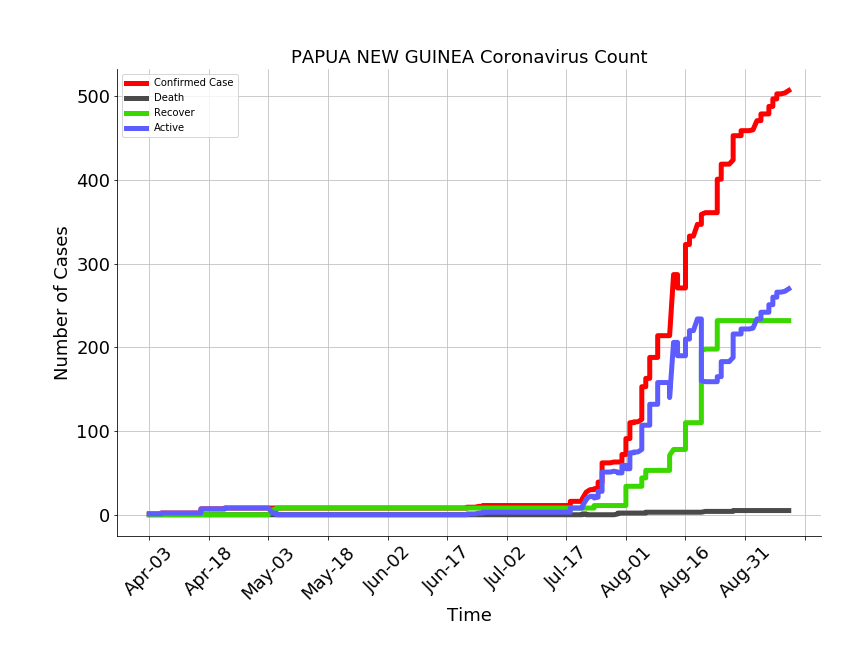 PAPUA NEW GUINEA Coronavirus Count
Confirmed Case
Death
Recover
Active
Number of Cases
500
400
300
200
100
0
Apr-03
Apr-18
May-03
May-18
Jun-02
Jun-17
Jul-02
Jul-17
Aug-01
Aug-16
Aug-31
Time